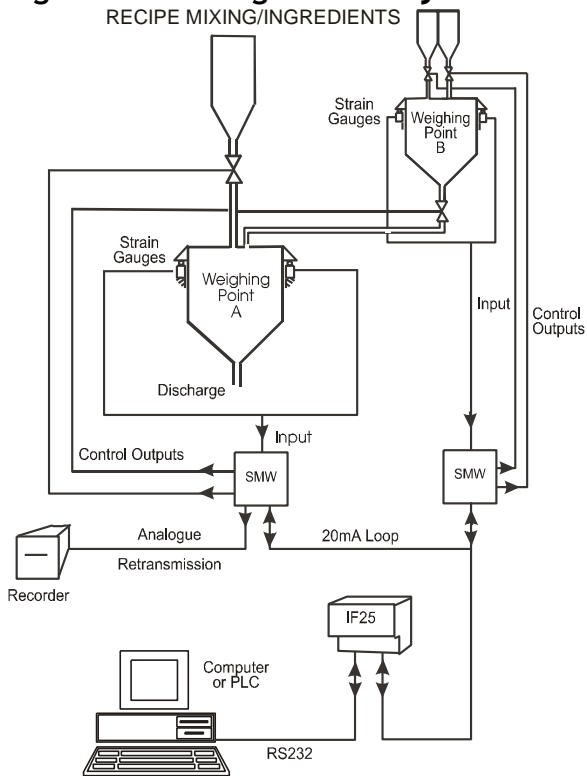 RECIPE MIXING/INGREDIENTS
Strain
Gauges
Weighing
Point
B
Strain
Gauges
Weighing
Point
A
Input
Control
Outputs
Discharge
Input
Control Outputs
SMW
SMW
Analogue
Retransmission
20mA Loop
Recorder
IF25
Computer
or PLC
RS232